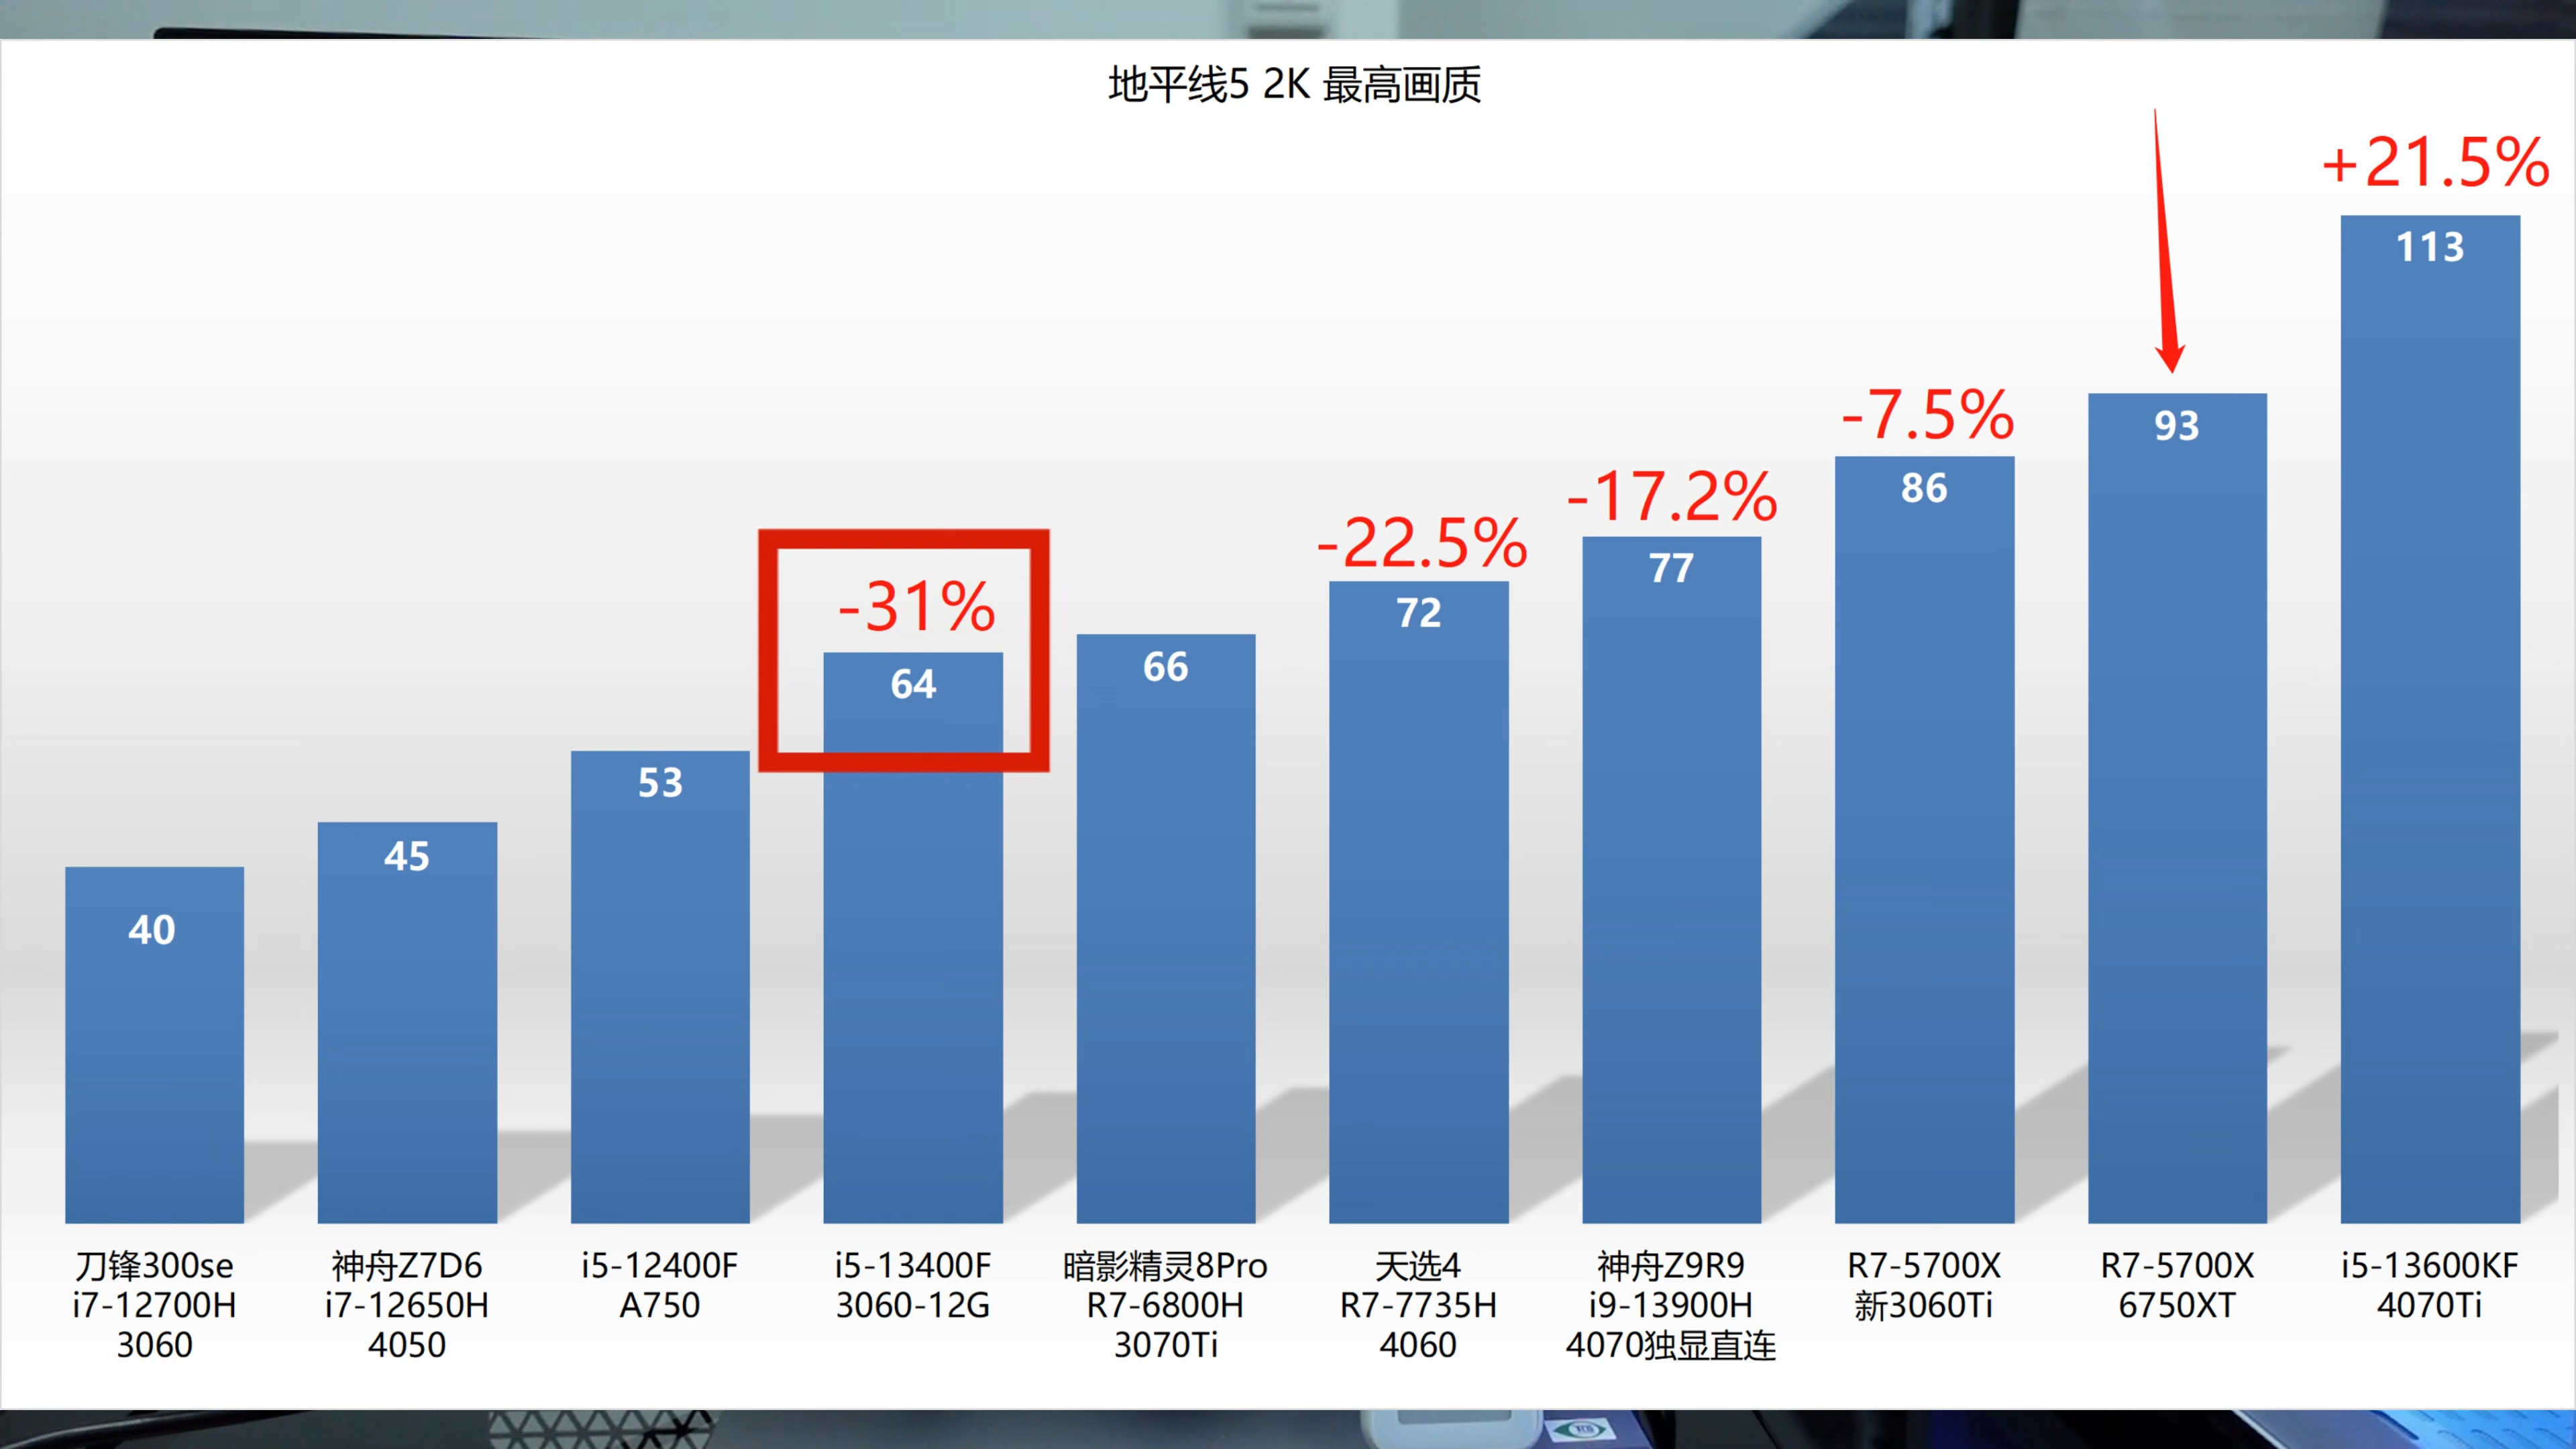 地平线5 2K 最高画质
+21.5%
113
-7.5%
93
-17.2%
86
-22.5%
77
-31%
72
64
66
53
45
40
刀锋300se
i7-12700H
3060
神舟Z7D6
i7-12650H
4050
i5-12400F
A750
i5-13400F
3060-12G
暗影精灵8Pro
R7-6800H
3070Ti
天选4
R7-7735H
4060
神舟Z9R9
i9-13900H
4070独显直连
R7-5700X
新3060Ti
R7-5700X
6750XT
i5-13600KF
4070Ti